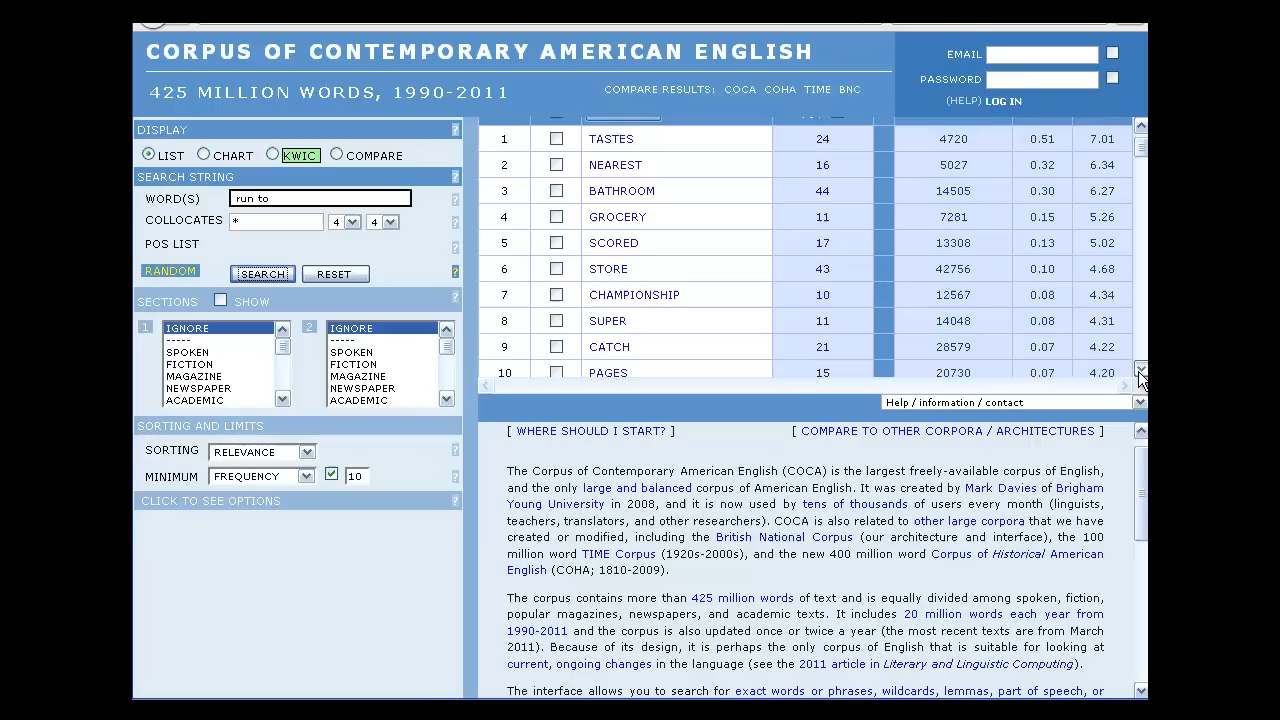 CORPUS OF CONTEMPORARY AMERICAN ENGLISH
425 MILLION WORDS, 1990-2011
COMPARE RESULTS: COCA COHA TIME BNC
EMAIL
PASSWORD
(HELP) LOG IN
DISPLAY ?
LIST CHART KWIC COMPARE
SEARCH STRING ?
WORD(S) run to ?
COLLOCATES * 4 4 ?
POS LIST ?
RANDOM SEARCH RESET ?
SECTIONS SHOW ?
1 IGNORE 2 IGNORE
----- -----
SPOKEN SPOKEN
FICTION FICTION
MAGAZINE MAGAZINE
NEWSPAPER NEWSPAPER
ACADEMIC ACADEMIC
SORTING AND LIMITS
SORTING RELEVANCE ?
MINIMUM FREQUENCY 10 ?
CLICK TO SEE OPTIONS ?
1 TASTES 24 4720 0.51 7.01
2 NEAREST 16 5027 0.32 6.34
3 BATHROOM 44 14505 0.30 6.27
4 GROCERY 11 7281 0.15 5.26
5 SCORED 17 13308 0.13 5.02
6 STORE 43 42756 0.10 4.68
7 CHAMPIONSHIP 10 12567 0.08 4.34
8 SUPER 11 14048 0.08 4.31
9 CATCH 21 28579 0.07 4.22
10 PAGES 15 20730 0.07 4.20
Help / information / contact
[ WHERE SHOULD I START? ] [ COMPARE TO OTHER CORPORA / ARCHITECTURES ]
The Corpus of Contemporary American English (COCA) is the largest freely-available corpus of English,
and the only large and balanced corpus of American English. It was created by Mark Davies of Brigham
Young University in 2008, and it is now used by tens of thousands of users every month (linguists,
teachers, translators, and other researchers). COCA is also related to other large corpora that we have
created or modified, including the British National Corpus (our architecture and interface), the 100
million word TIME Corpus (1920s-2000s), and the new 400 million word Corpus of Historical American
English (COHA; 1810-2009).
The corpus contains more than 425 million words of text and is equally divided among spoken, fiction,
popular magazines, newspapers, and academic texts. It includes 20 million words each year from
1990-2011 and the corpus is also updated once or twice a year (the most recent texts are from March
2011). Because of its design, it is perhaps the only corpus of English that is suitable for looking at
current, ongoing changes in the language (see the 2011 article in Literary and Linguistic Computing).
The interface allows you to search for exact words or phrases, wildcards, lemmas, part of speech, or